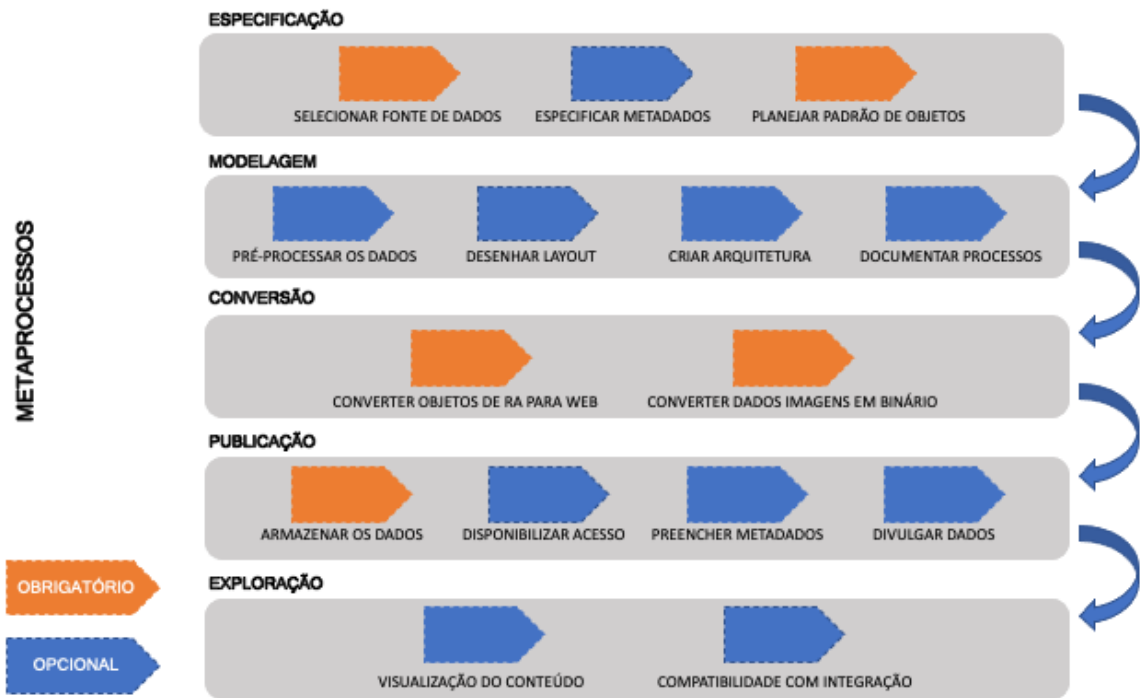 METAPROCESSOS
ESPECIFICAÇÃO
SELECIONAR FONTE DE DADOS
ESPECIFICAR METADADOS
PLANEJAR PADRÃO DE OBJETOS
MODELAGEM
PRÉ-PROCESSAR OS DADOS
DESENHAR LAYOUT
CRIAR ARQUITETURA
DOCUMENTAR PROCESSOS
CONVERSÃO
CONVERTER OBJETOS DE RA PARA WEB
CONVERTER DADOS IMAGENS EM BINÁRIO
PUBLICAÇÃO
ARMAZENAR OS DADOS
DISPONIBILIZAR ACESSO
PREENCHER METADADOS
DIVULGAR DADOS
EXPLORAÇÃO
VISUALIZAÇÃO DO CONTEÚDO
COMPATIBILIDADE COM INTEGRAÇÃO
OBRIGATÓRIO
OPCIONAL